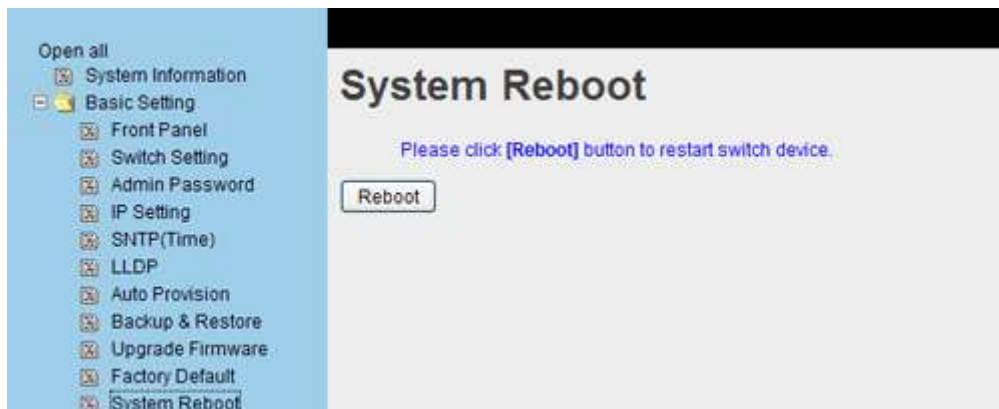 Open all
System Information
Basic Setting
Front Panel
Switch Setting
Admin Password
IP Setting
SNTP(Time)
LLDP
Auto Provision
Backup & Restore
Upgrade Firmware
Factory Default
System Reboot
System Reboot
Please click [Reboot] button to restart switch device.
Reboot